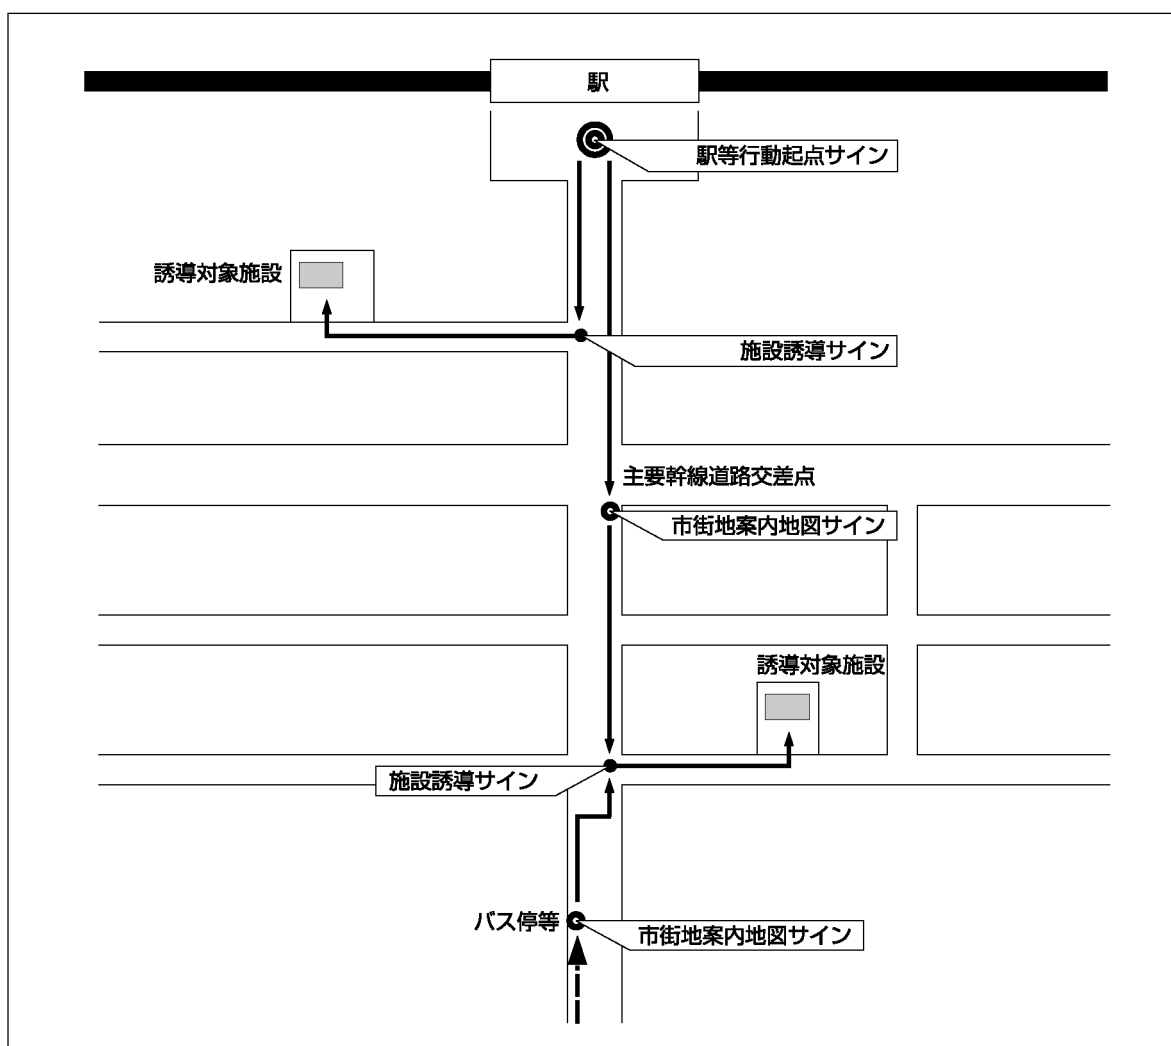 駅
駅等行動起点サイン
誘導対象施設
施設誘導サイン
主要幹線道路交差点
市街地案内地図サイン
誘導対象施設
施設誘導サイン
バス停等
市街地案内地図サイン